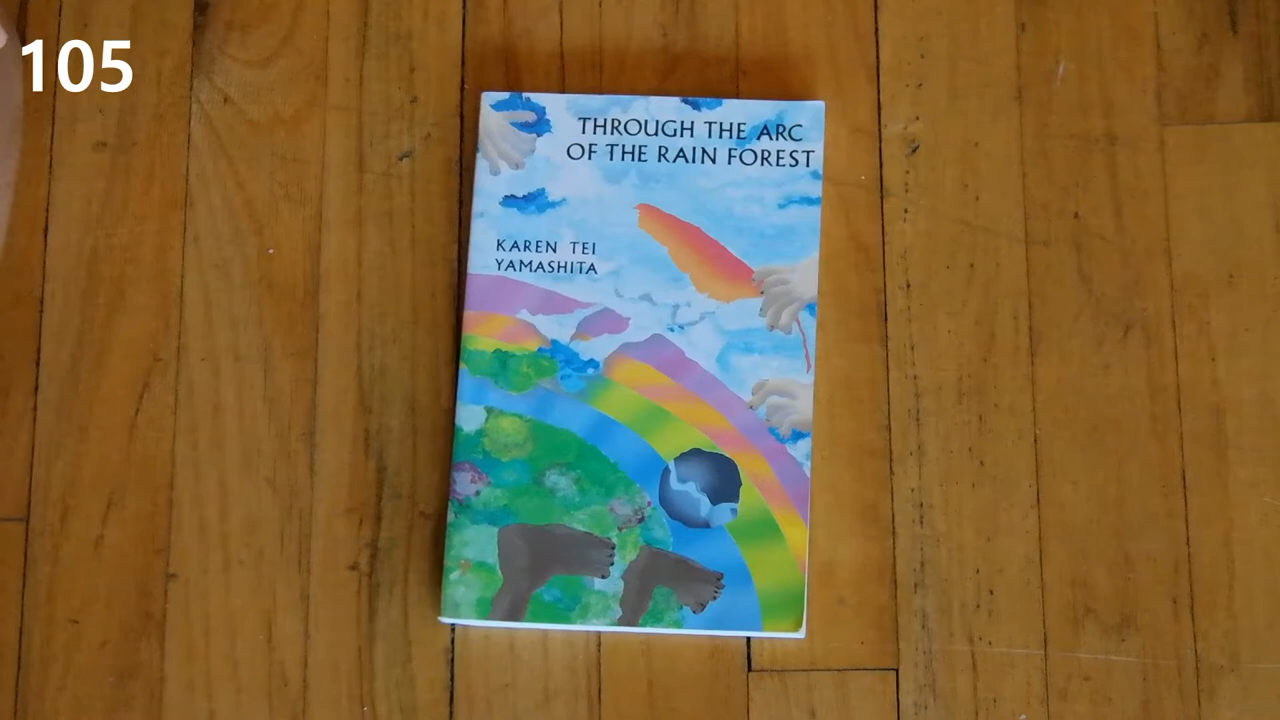 105
THROUGH THE ARC
OF THE RAIN FOREST
KAREN TEI
YAMASHITA